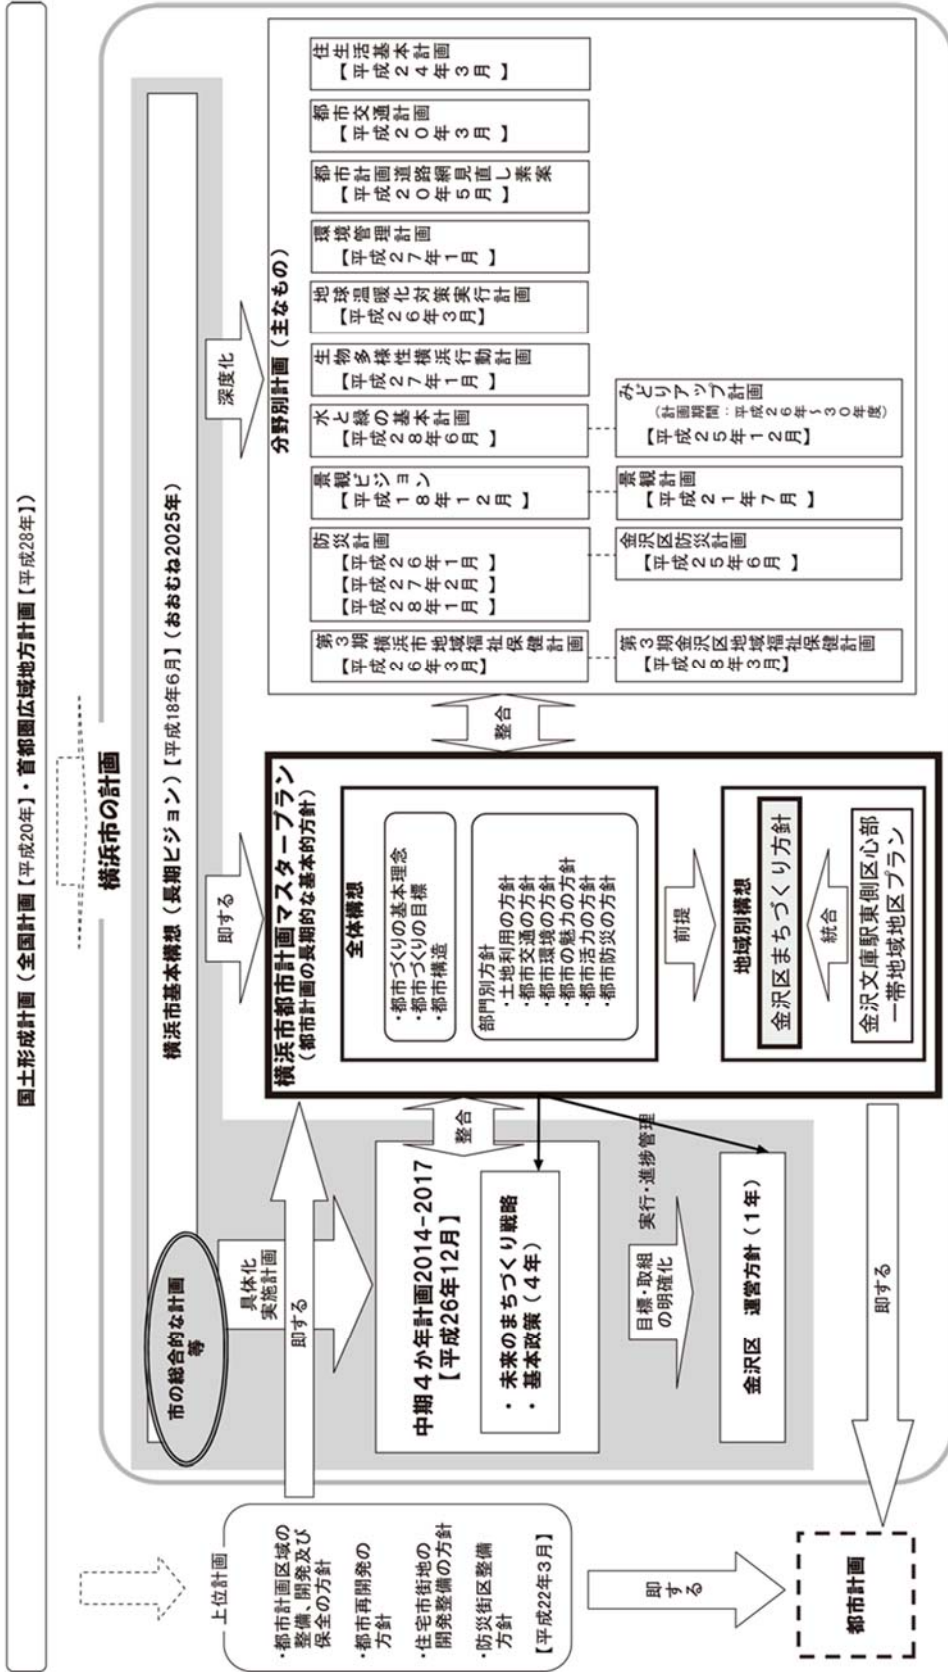 国土形成計画（全国計画【平成20年】・首都圏広域地方計画【平成28年】）
横浜市の計画
横浜市基本構想（長期ビジョン）【平成18年6月】（おおむね2025年）
市の総合的な計画
等
上位計画
・都市計画区域の
整備、開発及び
保全の方針
・都市再開発の
方針
・住宅市街地の
開発整備の方針
・防災街区整備
方針
【平成22年3月】
即する
都市計画
具体化
実施計画
即する
中期４か年計画2014-2017
【平成26年12月】
・ 未来のまちづくり戦略
・ 基本政策（４年）
目標・取組
の明確化
実行・進捗管理
金沢区　運営方針（１年）
整合
即する
即する
横浜市都市計画マスタープラン
（都市計画の長期的な基本的方針）
全体構想
・都市づくりの基本理念
・都市づくりの目標
・都市構造
部門別方針
・土地利用の方針
・都市交通の方針
・都市環境の方針
・都市の魅力の方針
・都市活力の方針
・都市防災の方針
前提
地域別構想
金沢区まちづくり方針
統合
金沢文庫駅東側区心部
一帯地域地区プラン
整合
深度化
分野別計画（主なもの）
第３期横浜市地域福祉保健計画
【平成２６年３月】
防災計画
【平成２６年１月 】
【平成２７年２月 】
【平成２８年１月 】
景観ビジョン
【平成１８年１２月 】
水と緑の基本計画
【平成２８年６月 】
生物多様性横浜行動計画
【平成２７年１月 】
地球温暖化対策実行計画
【平成２６年３月】
環境管理計画
【平成２７年１月 】
都市計画道路網見直し素案
【平成２０年５月 】
都市交通計画
【平成２０年３月 】
住生活基本計画
【平成２４年３月 】
第３期金沢区地域福祉保健計画
【平成２８年３月】
金沢区防災計画
【平成２５年６月 】
景観計画
【平成２１年７月 】
みどりアップ計画
（計画期間：平成２６年～３０年度）
【平成２５年１２月】